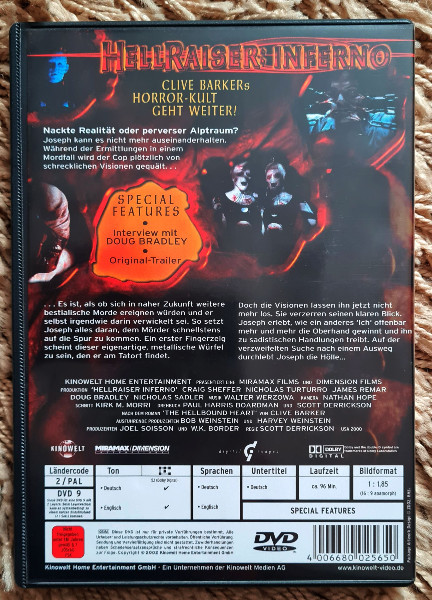 HELLRAISER: INFERNO
CLIVE BARKERs
HORROR-KULT
GEHT WEITER!
Nackte Realität oder perverser Alptraum?
Joseph kann es nicht mehr auseinanderhalten.
Während der Ermittlungen in einem
Mordfall wird der Cop plötzlich von
schrecklichen Visionen gequält. . .
SPECIAL
FEATURES
Interview mit
DOUG BRADLEY
Original-Trailer
. . . Es ist, als ob sich in naher Zukunft weitere
bestialische Morde ereignen würden und er
selbst irgendwie darin verwickelt sei. So setzt
Joseph alles daran, dem Mörder schnellstens
auf die Spur zu kommen. Ein erster Fingerzeig
scheint dieser eigenartige, metallische Würfel
zu sein, den er am Tatort findet.
Doch die Visionen lassen ihn jetzt nicht
mehr los. Sie verzerren seinen klaren Blick.
Joseph erlebt, wie ein anderes 'Ich' offenbar
mehr und mehr die Oberhand gewinnt und ihn
zu sadistischen Handlungen treibt. Auf der
verzweifelten Suche nach einem Ausweg
durchlebt Joseph die Hölle...
KINOWELT HOME ENTERTAINMENT PRÄSENTIERT EINE MIRAMAX FILMS UND DIMENSION FILMS
PRODUKTION 'HELLRAISER INFERNO' CRAIG SHEFFER NICHOLAS TURTURRO JAMES REMAR
DOUG BRADLEY NICHOLAS SADLER MUSIK WALTER WERZOWA KAMERA NATHAN HOPE
SCHNITT KIRK M. MORRI DREHBUCH PAUL HARRIS BOARDMAN UND SCOTT DERRICKSON
NACH DEM ROMAN 'THE HELLBOUND HEART' VON CLIVE BARKER
AUSFÜHRENDE PRODUZENTEN BOB WEINSTEIN UND HARVEY WEINSTEIN
PRODUZENTEN JOEL SOISSON UND W.K. BORDER REGIE SCOTT DERRICKSON USA 2000
KINOWELT
MIRAMAX DIMENSION
digital images
DOLBY
DIGITAL
Ländercode
Ton
Sprachen
Untertitel
Laufzeit
Bildformat
2 / PAL
DVD 9
5.1 (Dolby Digital)
• Deutsch
• Englisch
• Deutsch
• Englisch
• Deutsch
ca. 96 Min.
1 : 1.85
(16 : 9 anamorph)
SPECIAL FEATURES
DVD
VIDEO
4 006680 025650
Kinowelt Home Entertainment GmbH · Ein Unternehmen der Kinowelt Medien AG
www.kinowelt-video.de